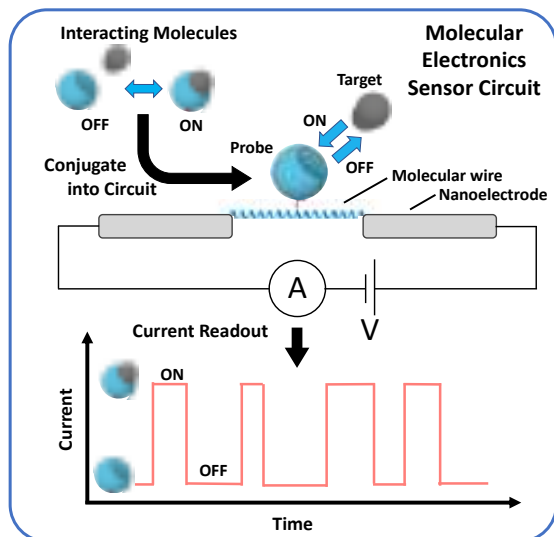 Interacting Molecules
OFF
ON
Molecular
Electronics
Sensor Circuit
Target
ON
OFF
Probe
Conjugate
into Circuit
Molecular wire
Nanoelectrode
A
V
Current Readout
ON
OFF
Current
Time